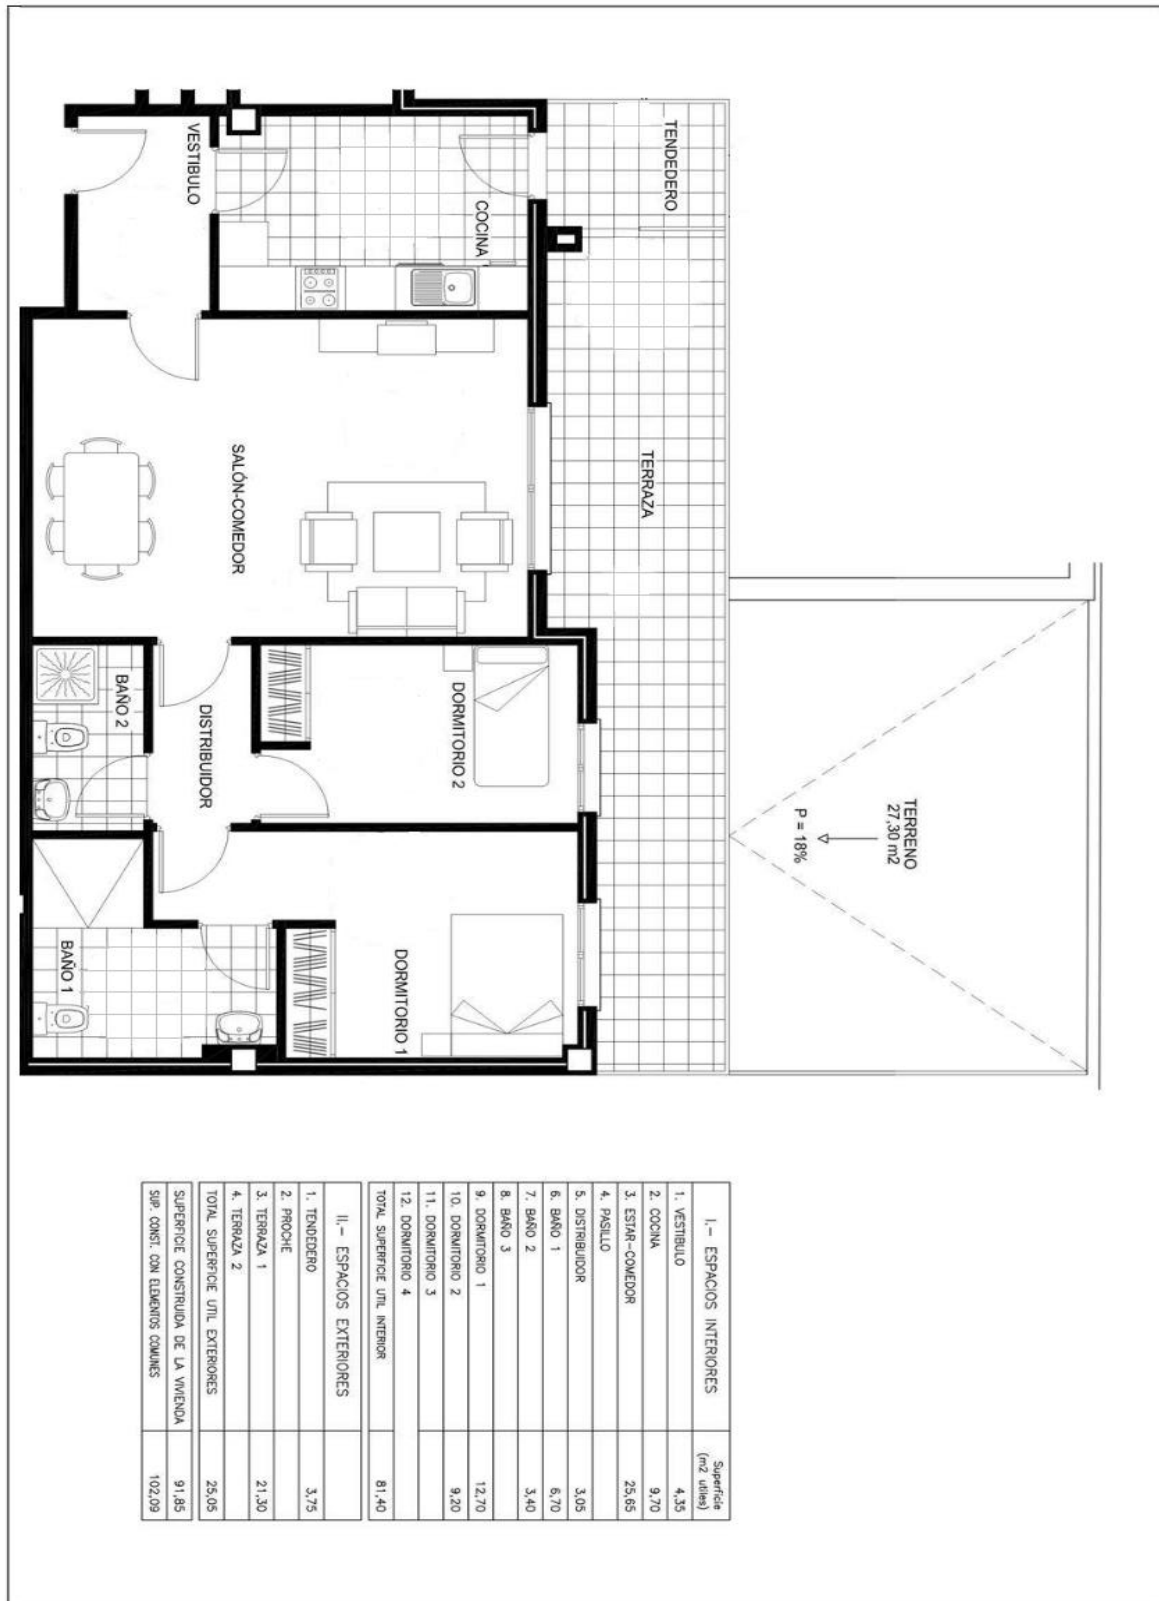 TENDEDERO
VESTIBULO
COCINA
TERRAZA
SALÓN-COMEDOR
TERRENO
27,30 m2
P = 18%
BAÑO 2
DISTRIBUIDOR
DORMITORIO 2
BAÑO 1
DORMITORIO 1
I.- ESPACIOS INTERIORES Superficie
(m2 utiles)
1. VESTIBULO 4,35
2. COCINA 9,70
3. ESTAR-COMEDOR 25,65
4. PASILLO
5. DISTRIBUIDOR 3,05
6. BAÑO 1 6,70
7. BAÑO 2 3,40
8. BAÑO 3
9. DORMITORIO 1 12,70
10. DORMITORIO 2 9,20
11. DORMITORIO 3
12. DORMITORIO 4
TOTAL SUPERFICIE UTIL INTERIOR 81,40
II.- ESPACIOS EXTERIORES
1. TENDEDERO 3,75
2. PROCHE
3. TERRAZA 1 21,30
4. TERRAZA 2
TOTAL SUPERFICIE UTIL EXTERIORES 25,05
SUPERFICIE CONSTRUIDA DE LA VIVIENDA 91,85
SUP. CONST. CON ELEMENTOS COMUNES 102,09